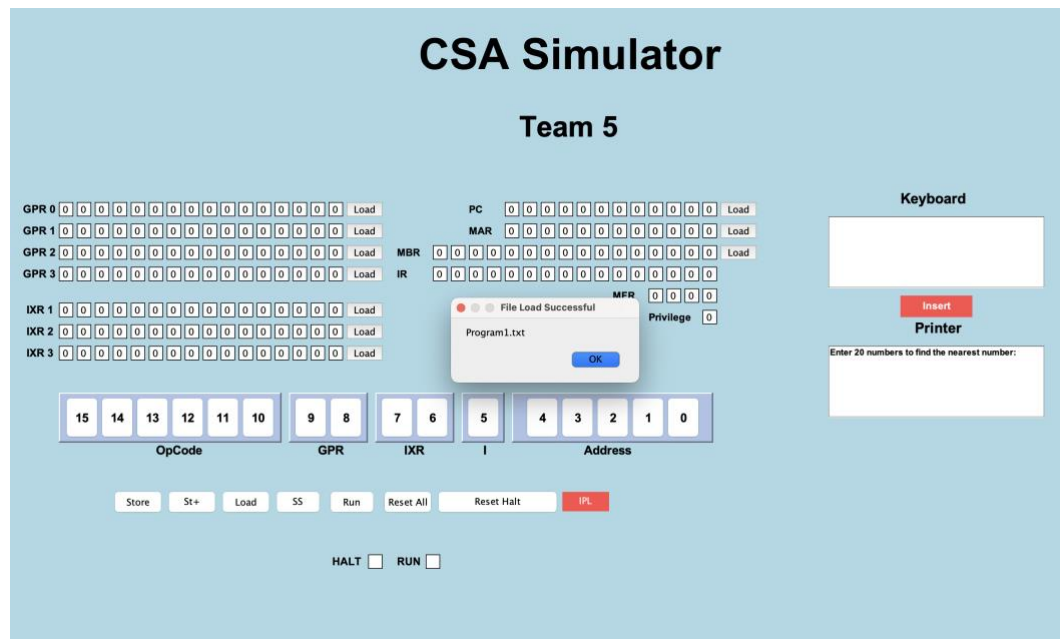 CSA Simulator
Team 5
GPR 0 0 0 0 0 0 0 0 0 0 0 0 0 0 0 0 0 Load
PC 0 0 0 0 0 0 0 0 0 0 0 0 Load
GPR 1 0 0 0 0 0 0 0 0 0 0 0 0 0 0 0 0 Load
MAR 0 0 0 0 0 0 0 0 0 0 0 0 Load
GPR 2 0 0 0 0 0 0 0 0 0 0 0 0 0 0 0 0 Load
MBR 0 0 0 0 0 0 0 0 0 0 0 0 0 0 0 0 Load
GPR 3 0 0 0 0 0 0 0 0 0 0 0 0 0 0 0 0 Load
IR 0 0 0 0 0 0 0 0 0 0 0 0 0 0 0 0
MFR 0 0 0 0
IXR 1 0 0 0 0 0 0 0 0 0 0 0 0 0 0 0 0 Load
Privilege 0
IXR 2 0 0 0 0 0 0 0 0 0 0 0 0 0 0 0 0 Load
IXR 3 0 0 0 0 0 0 0 0 0 0 0 0 0 0 0 0 Load
File Load Successful
Program1.txt
OK
Keyboard
Insert
Printer
Enter 20 numbers to find the nearest number:
15 14 13 12 11 10 9 8 7 6 5 4 3 2 1 0
OpCode GPR IXR I Address
Store St+ Load SS Run Reset All Reset Halt IPL
HALT RUN